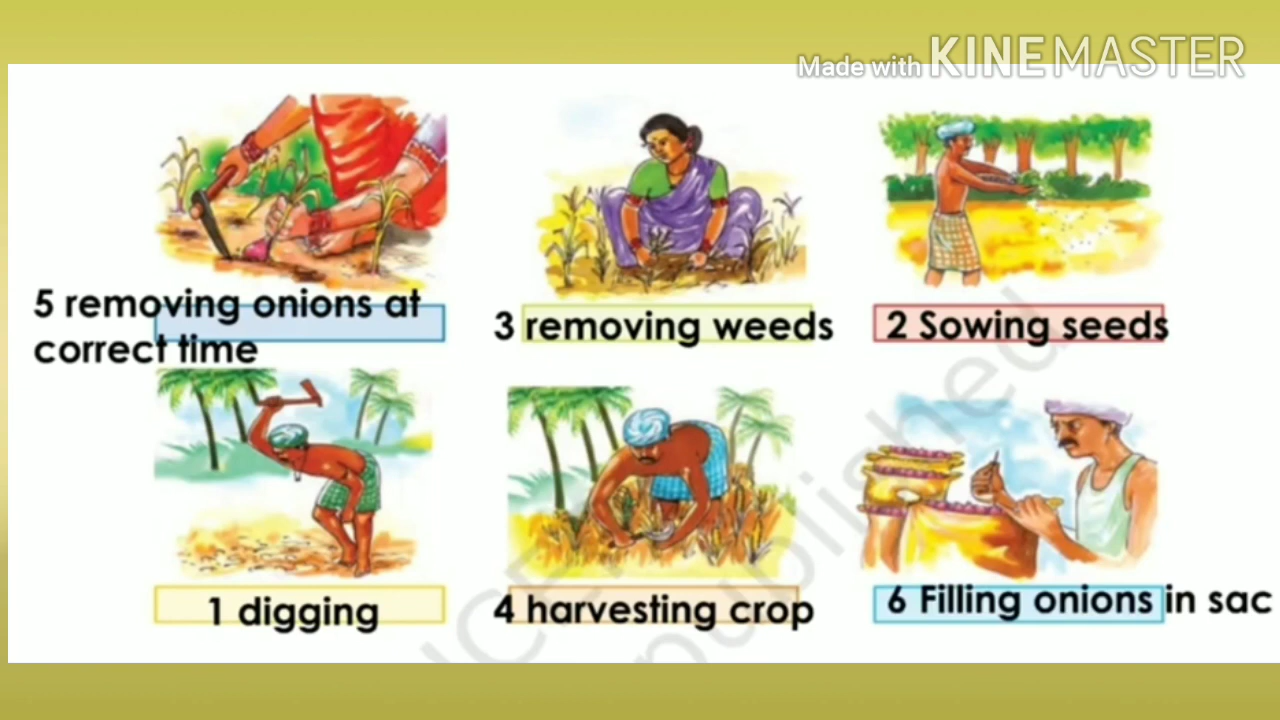 Made with KINEMASTER
5 removing onions at
correct time
3 removing weeds
2 Sowing seeds
1 digging
4 harvesting crop
6 Filling onions in sac
published